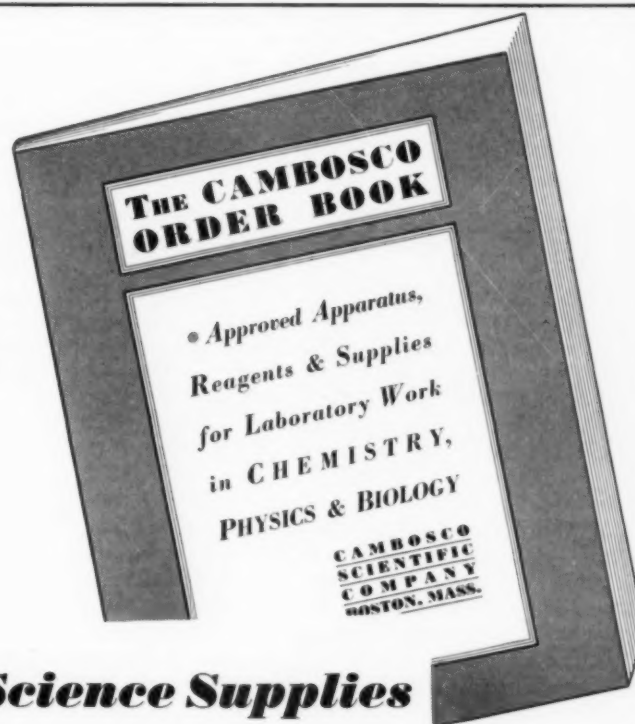 THE CAMBOSCO
ORDER BOOK
• Approved Apparatus,
Reagents & Supplies
for Laboratory Work
in CHEMISTRY,
PHYSICS & BIOLOGY
CAMBOSCO
SCIENTIFIC
COMPANY
BOSTON, MASS.
Science Supplies